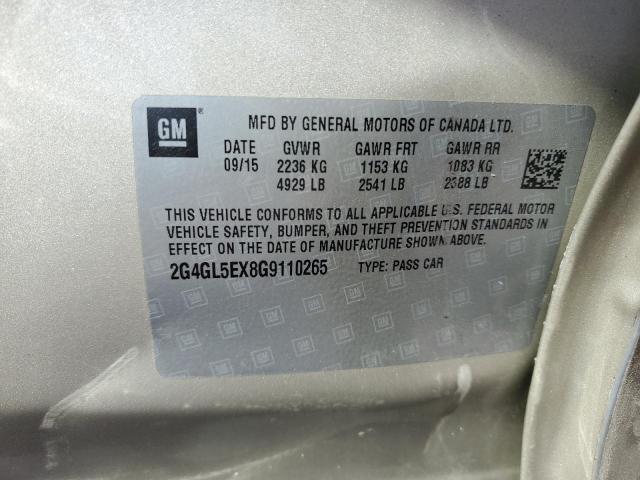 GM
MFD BY GENERAL MOTORS OF CANADA LTD.
DATE GVWR GAWR FRT GAWR RR
09/15 2236 KG 1153 KG 1083 KG
4929 LB 2541 LB 2388 LB
THIS VEHICLE CONFORMS TO ALL APPLICABLE U.S. FEDERAL MOTOR
VEHICLE SAFETY, BUMPER, AND THEFT PREVENTION STANDARDS IN
EFFECT ON THE DATE OF MANUFACTURE SHOWN ABOVE.
2G4GL5EX8G9110265 TYPE: PASS CAR